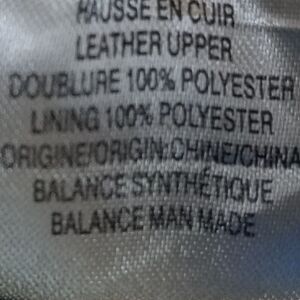 HAUSSE EN CUIR
LEATHER UPPER
DOUBLURE 100% POLYESTER
LINING 100% POLYESTER
ORIGINE/ORIGIN:CHINE/CHINA
BALANCE SYNTHÉTIQUE
BALANCE MAN MADE